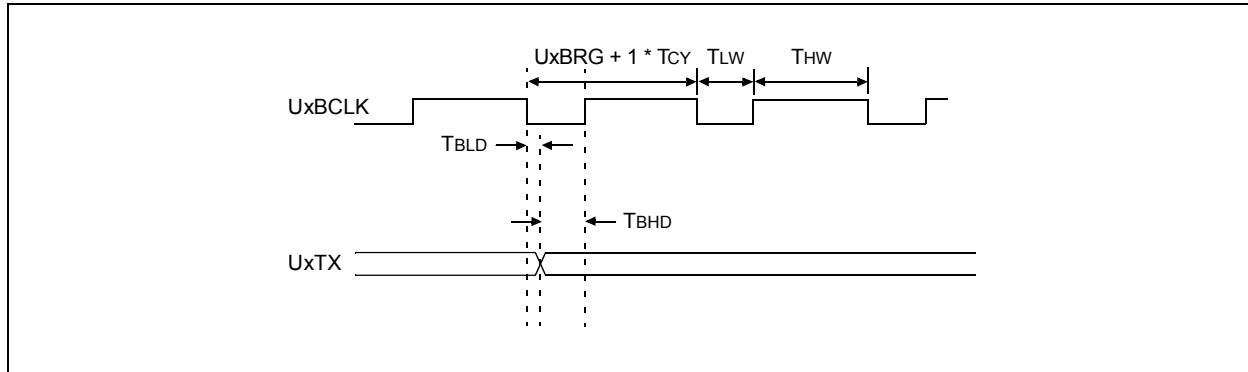 UxBRG + 1 * TCY TLW THW
UxBCLK
TBLD
TBHD
UxTX